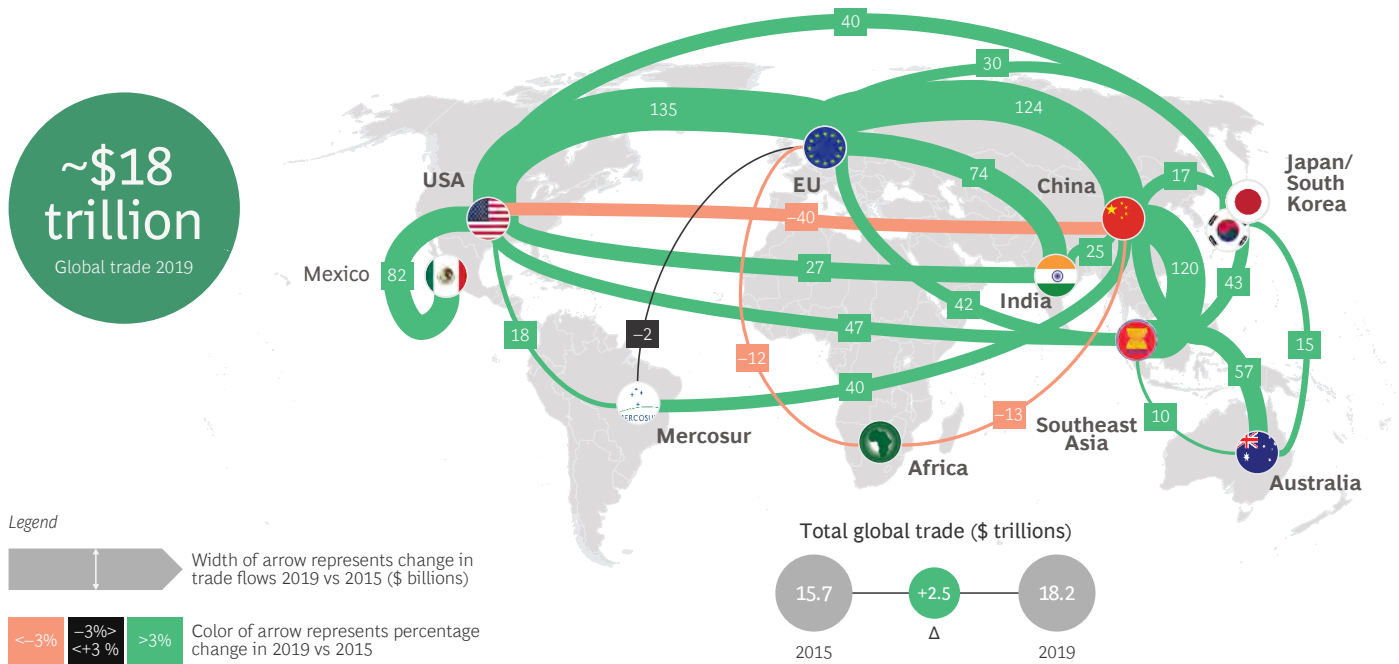 ~$18
trillion
Global trade 2019
40
30
135
124
USA
EU
74
China
17
Japan/
South
Korea
–40
Mexico
82
27
25
120
India
43
42
18
–2
47
–12
15
57
40
–13
10
Mercosur
Southeast
Asia
Africa
Australia
Legend
Width of arrow represents change in
trade flows 2019 vs 2015 ($ billions)
<–3%
–3%>
<+3 %
>3%
Color of arrow represents percentage
change in 2019 vs 2015
Total global trade ($ trillions)
15.7
+2.5
18.2
Δ
2015
2019